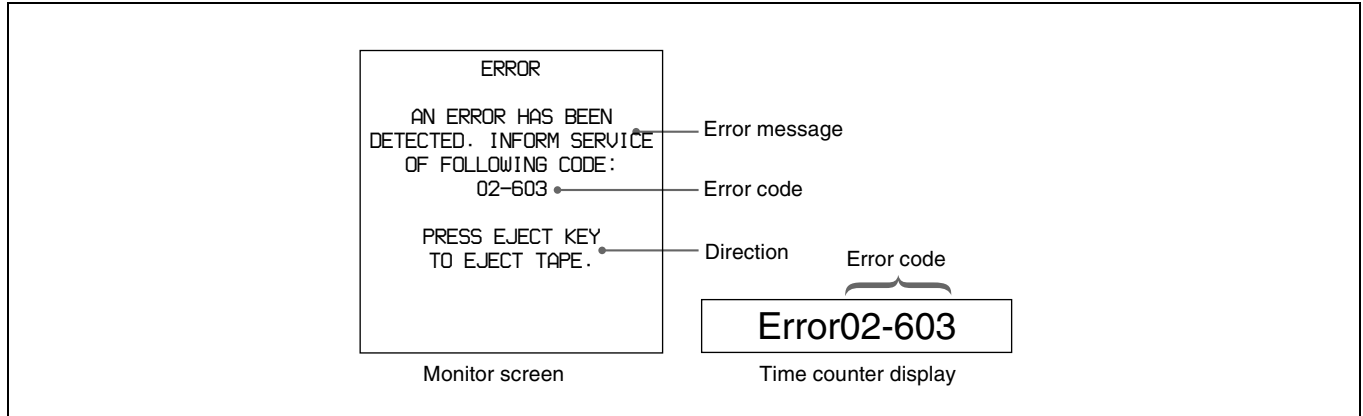 ERROR
AN ERROR HAS BEEN
DETECTED. INFORM SERVICE
OF FOLLOWING CODE:
02-603
PRESS EJECT KEY
TO EJECT TAPE.
Error message
Error code
Direction
Monitor screen
Error code
Error02-603
Time counter display